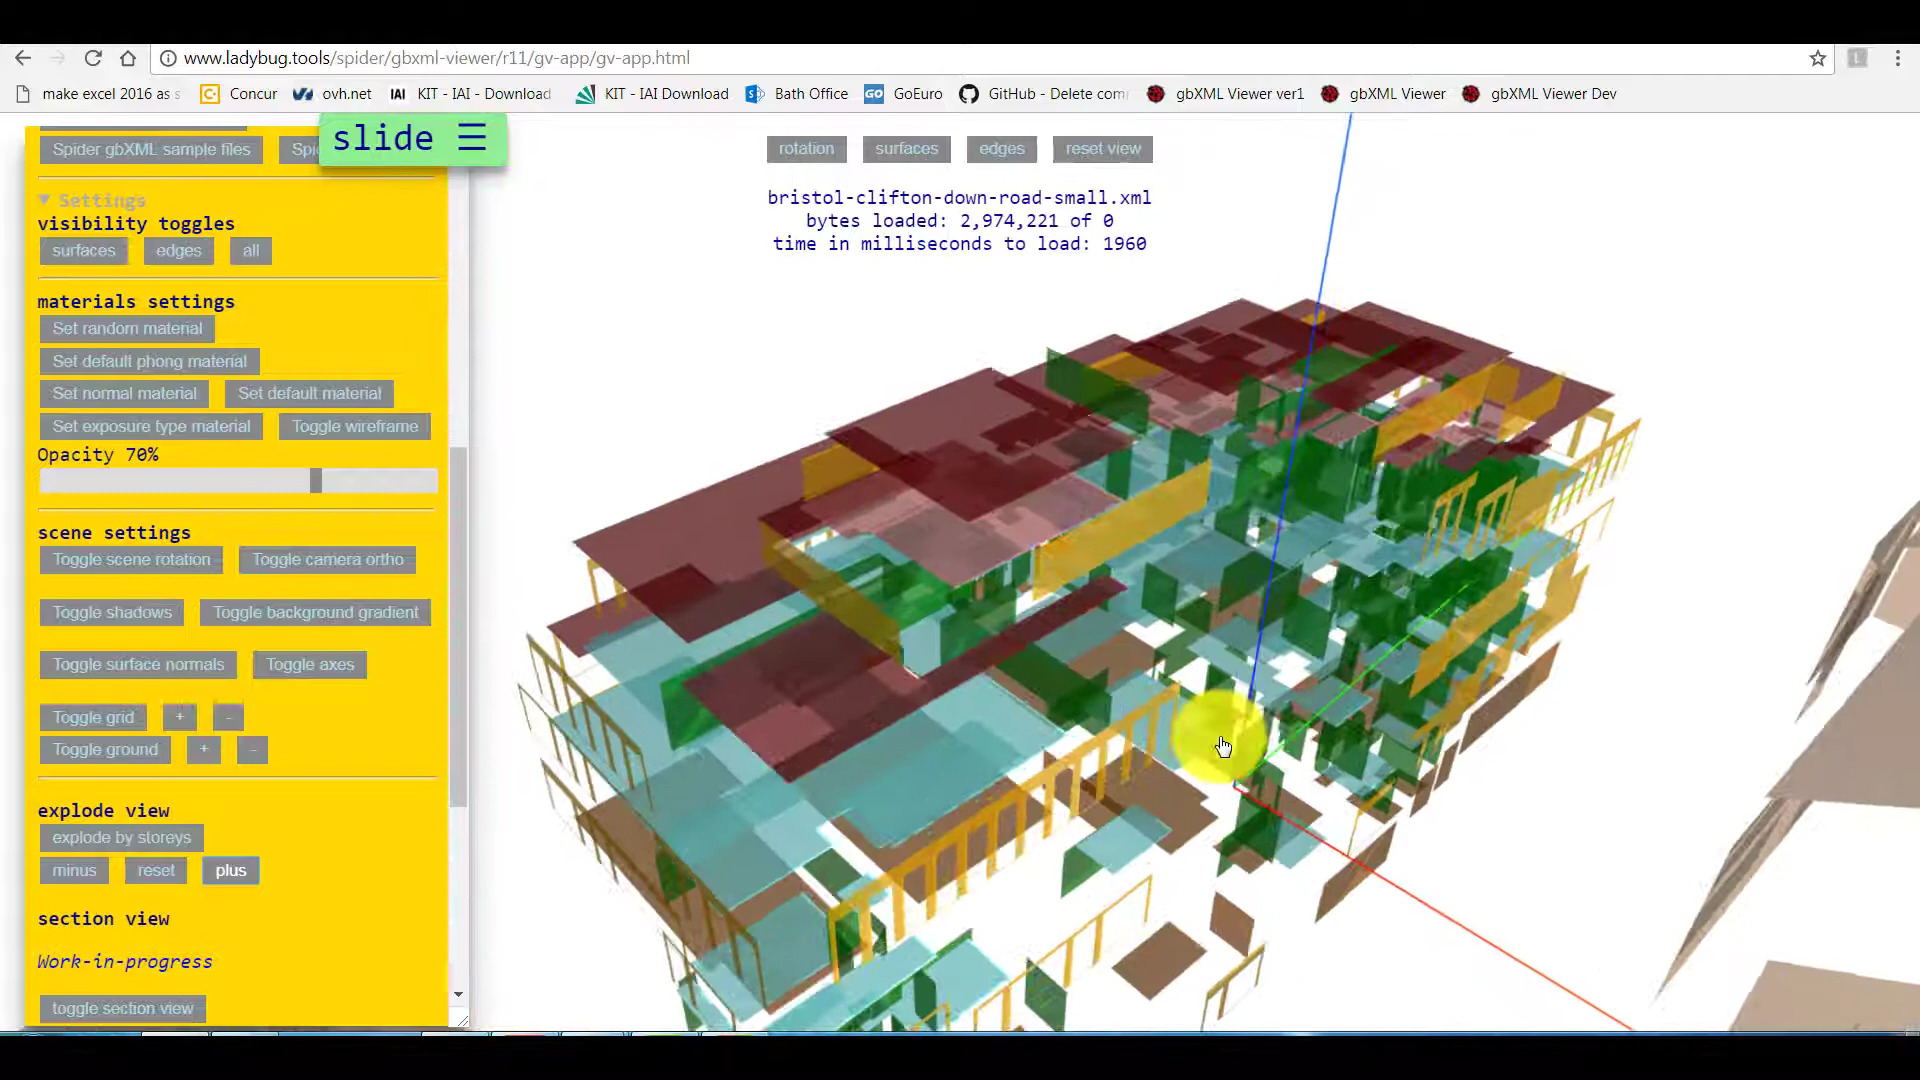 www.ladybug.tools/spider/gbxml-viewer/r11/gv-app/gv-app.html
make excel 2016 as s Concur ovh.net IAI KIT - IAI - Download KIT - IAI Download Bath Office GO GoEuro GitHub - Delete com gbXML Viewer ver1 gbXML Viewer gbXML Viewer Dev
slide ☰
rotation surfaces edges reset view
Spider gbXML sample files Spi
bristol-clifton-down-road-small.xml
bytes loaded: 2,974,221 of 0
time in milliseconds to load: 1960
▼ Settings
visibility toggles
surfaces edges all
materials settings
Set random material
Set default phong material
Set normal material Set default material
Set exposure type material Toggle wireframe
Opacity 70%
scene settings
Toggle scene rotation Toggle camera ortho
Toggle shadows Toggle background gradient
Toggle surface normals Toggle axes
Toggle grid + -
Toggle ground + -
explode view
explode by storeys
minus reset plus
section view
Work-in-progress
toggle section view